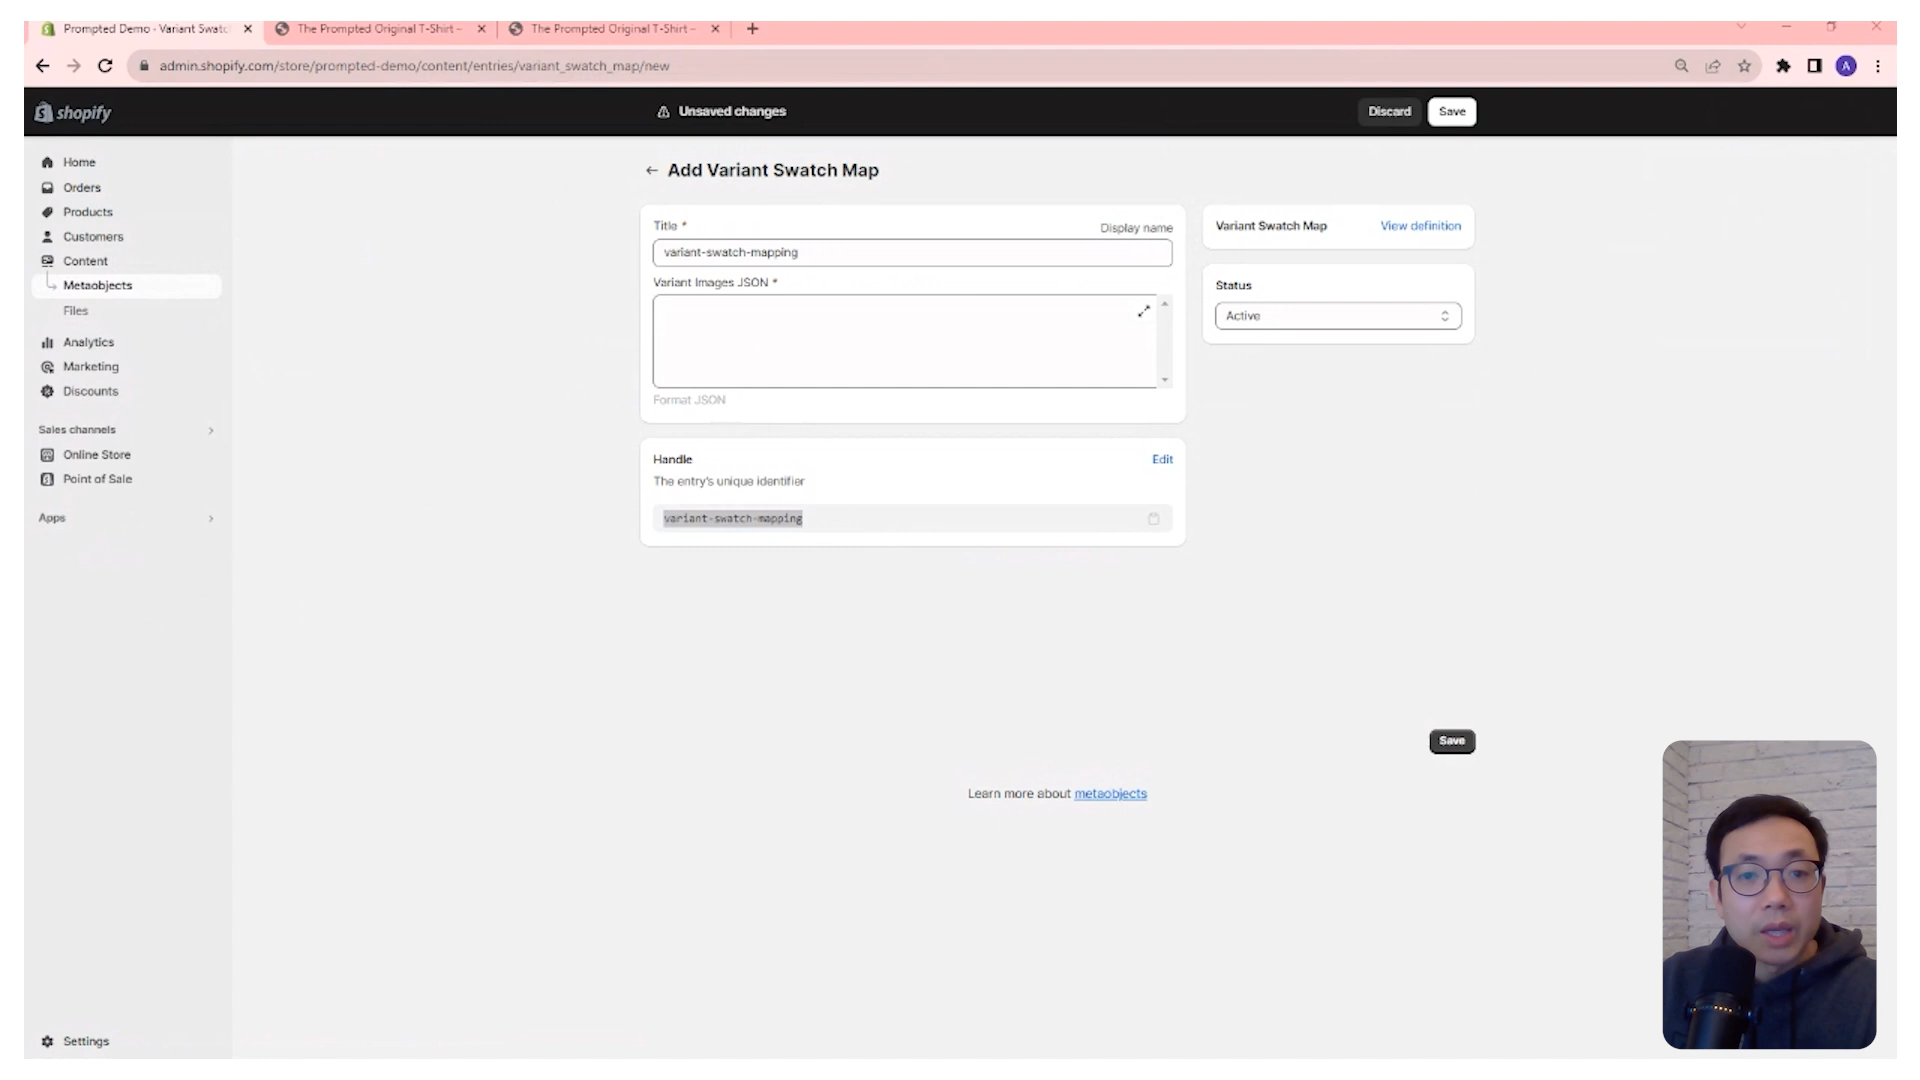 Prompted Demo · Variant Swatc
The Prompted Original T-Shirt –
The Prompted Original T-Shirt –
admin.shopify.com/store/prompted-demo/content/entries/variant_swatch_map/new
A
shopify
Unsaved changes
Discard
Save
Home
Orders
Products
Customers
Content
Metaobjects
Files
Analytics
Marketing
Discounts
Sales channels
Online Store
Point of Sale
Apps
Settings
Add Variant Swatch Map
Title *
Display name
variant-swatch-mapping
Variant Images JSON *
Format JSON
Handle
Edit
The entry's unique identifier
variant-swatch-mapping
Variant Swatch Map
View definition
Status
Active
Save
Learn more about metaobjects